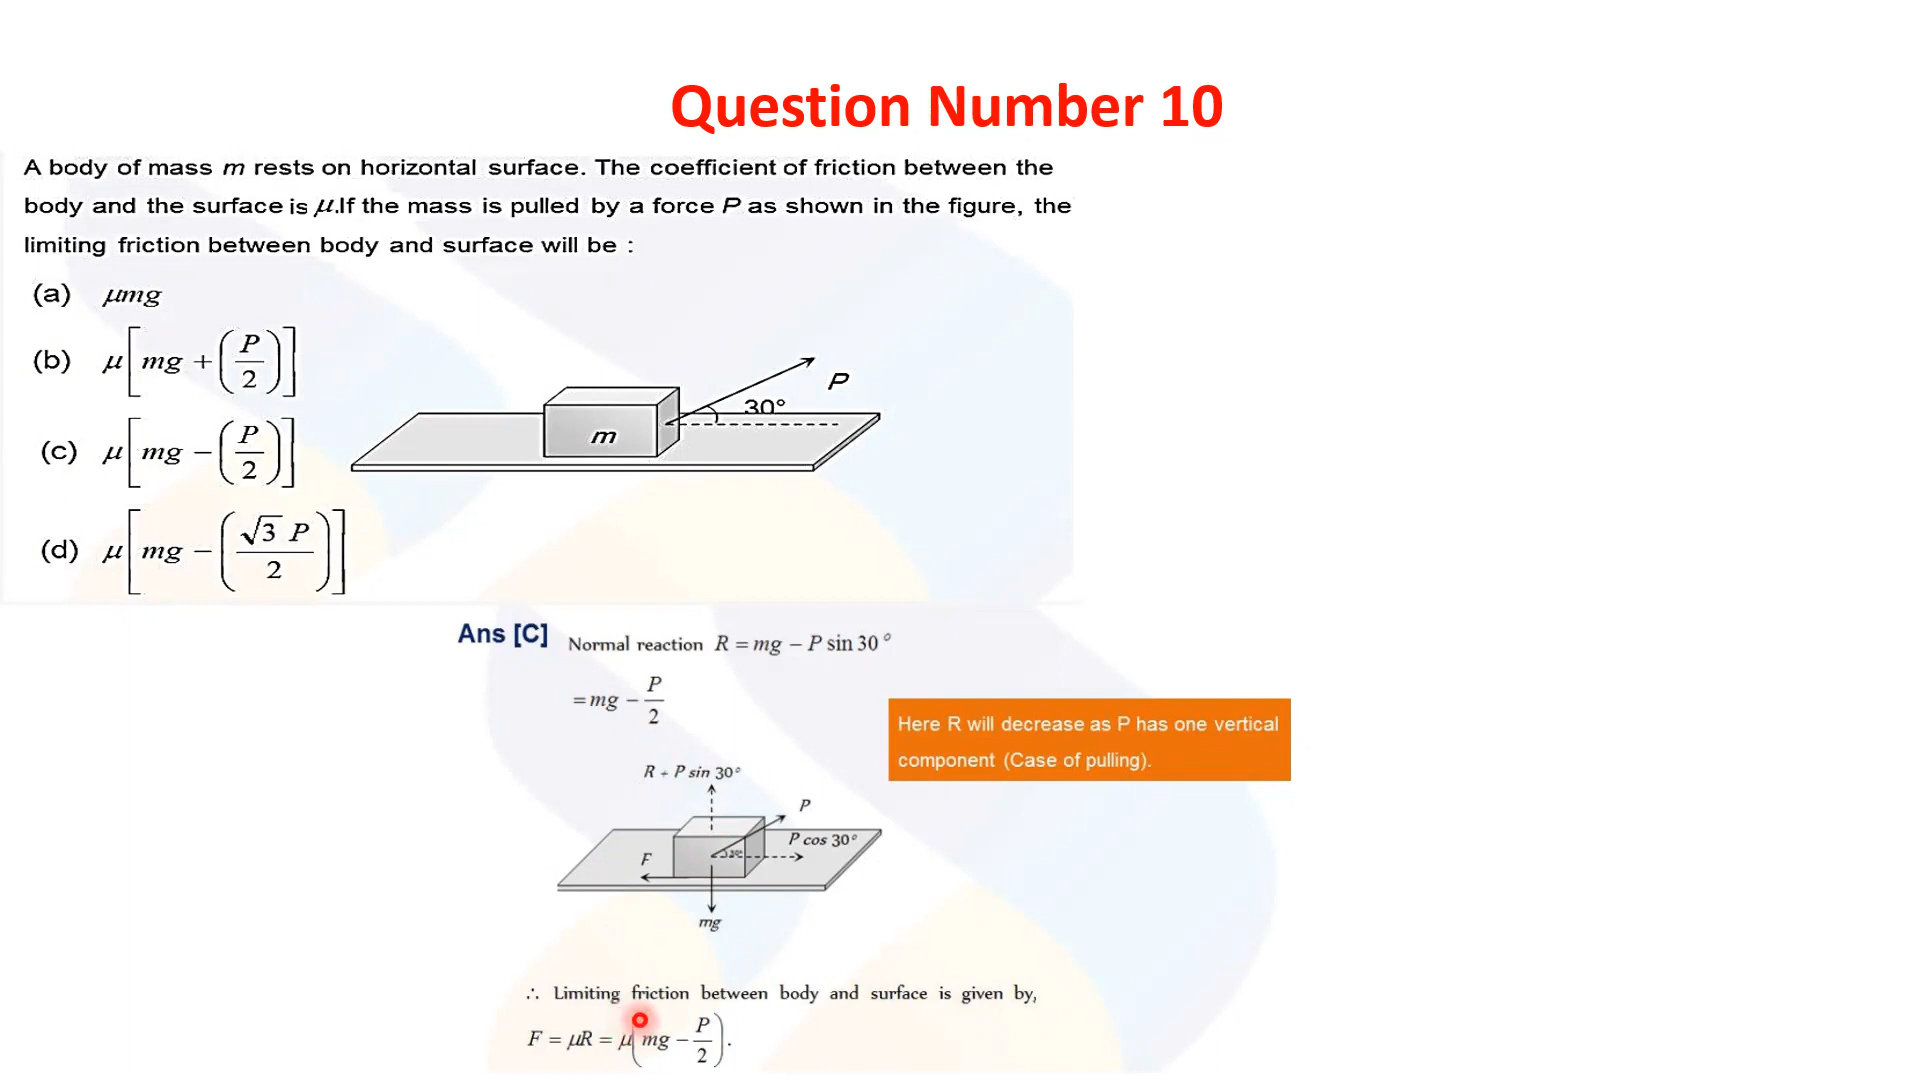 Question Number 10
A body of mass m rests on horizontal surface. The coefficient of friction between the
body and the surface is μ.If the mass is pulled by a force P as shown in the figure, the
limiting friction between body and surface will be :
(a) μmg
(b) μ[mg + (P/2)]
(c) μ[mg − (P/2)]
(d) μ[mg − (√3 P/2)]
m
P
30°
Ans [C] Normal reaction R = mg − P sin 30°
= mg − P/2
Here R will decrease as P has one vertical
component (Case of pulling).
R + P sin 30°
P
P cos 30°
30°
F
mg
∴ Limiting friction between body and surface is given by,
F = μR = μ(mg − P/2).